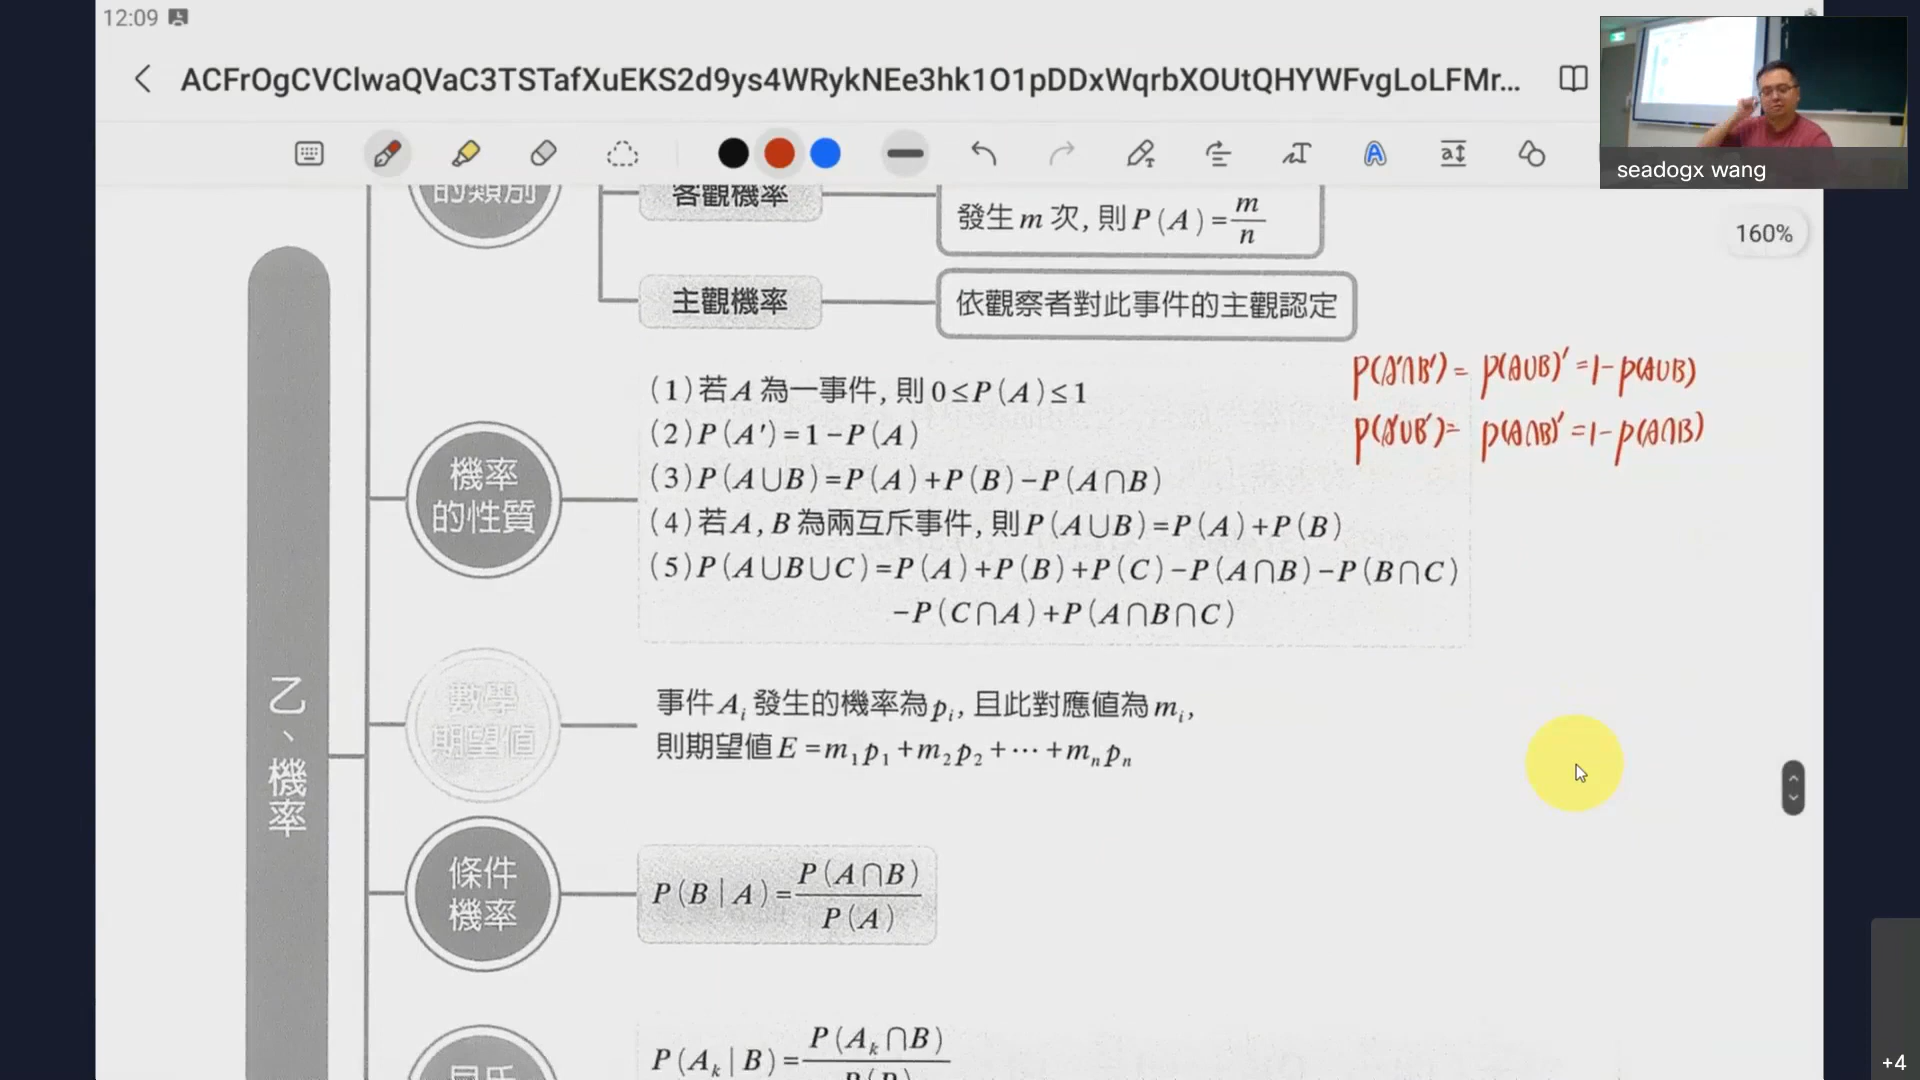 12:09
ACFrOgCVClwaQVaC3TSTafXuEKS2d9ys4WRykNEe3hk1O1pDDxWqrbXOUtQHYWFvgLoLFMr...
seadogx wang
160%
的類別
客觀機率
發生 m 次, 則 P(A)=m/n
主觀機率
依觀察者對此事件的主觀認定
P(A'∩B')= P(A∪B)'=1-P(A∪B)
P(A'∪B')= P(A∩B)'=1-P(A∩B)
機率
的性質
(1)若 A 為一事件, 則 0≤P(A)≤1
(2)P(A')=1-P(A)
(3)P(A∪B)=P(A)+P(B)-P(A∩B)
(4)若 A, B 為兩互斥事件, 則 P(A∪B)=P(A)+P(B)
(5)P(A∪B∪C)=P(A)+P(B)+P(C)-P(A∩B)-P(B∩C)
-P(C∩A)+P(A∩B∩C)
乙、機率
數學
期望值
事件 Aᵢ 發生的機率為 pᵢ, 且此對應值為 mᵢ,
則期望值 E=m₁p₁+m₂p₂+⋯+mₙpₙ
條件
機率
P(B|A)=P(A∩B)/P(A)
P(Aₖ|B)=P(Aₖ∩B)
+4